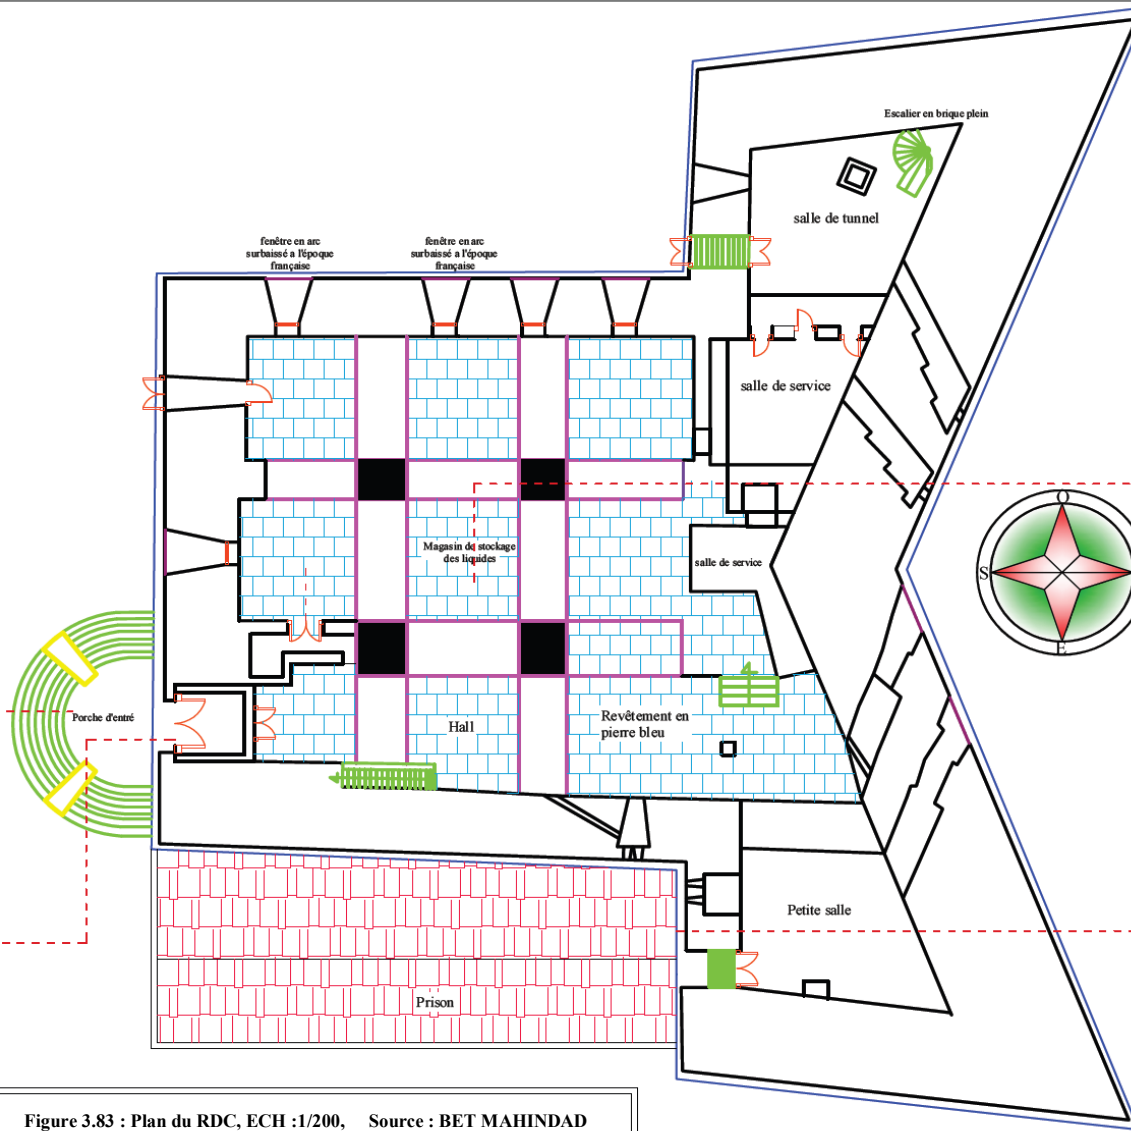 Escalier en brique plein
salle de tunnel
fenêtre en arc
surbaissé a l'époque
française
fenêtre en arc
surbaissé a l'époque
française
salle de service
O
S
E
Magasin de stockage
des liquides
salle de service
Porche d'entré
Hall
Revêtement en
pierre bleu
Petite salle
Prison
Figure 3.83 : Plan du RDC, ECH :1/200, Source : BET MAHINDAD